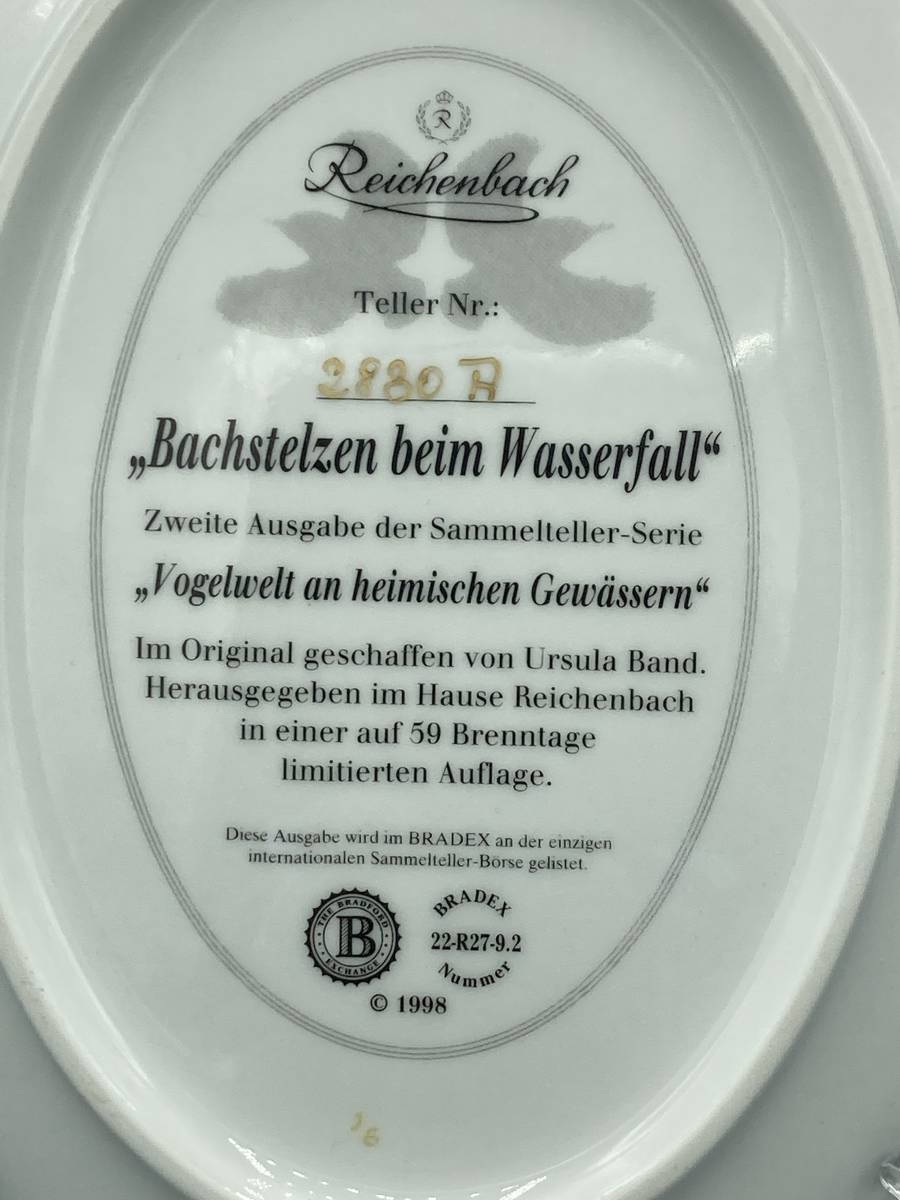 R
Reichenbach
Teller Nr.:
2830 A
„Bachstelzen beim Wasserfall“
Zweite Ausgabe der Sammelteller-Serie
„Vogelwelt an heimischen Gewässern“
Im Original geschaffen von Ursula Band.
Herausgegeben im Hause Reichenbach
in einer auf 59 Brenntage
limitierten Auflage.
Diese Ausgabe wird im BRADEX an der einzigen
internationalen Sammelteller-Börse gelistet.
THE BRADFORD
B
EXCHANGE
BRADEX
22-R27-9.2
Nummer
© 1998